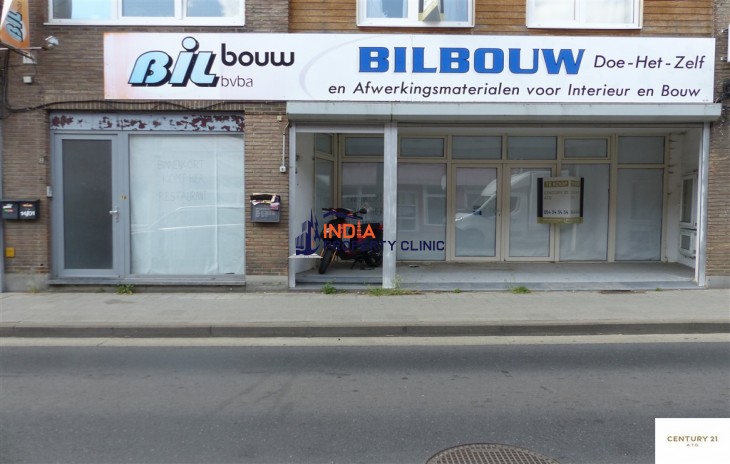 Bil bouw
bvba
BILBOUW Doe-Het-Zelf
en Afwerkingsmaterialen voor Interieur en Bouw
INDIA
PROPERTY CLINIC
CENTURY 21